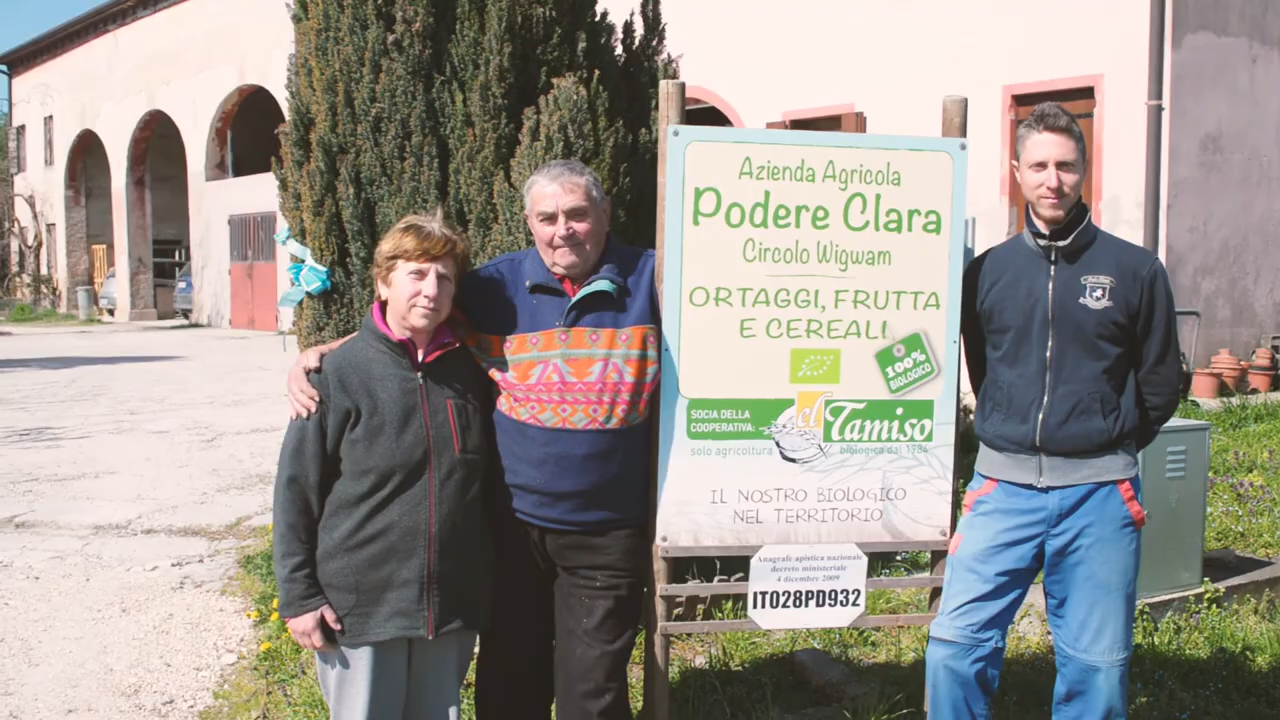 Azienda Agricola
Podere Clara
Circolo Wigwam
ORTAGGI, FRUTTA
E CEREALI
100%
BIOLOGICO
SOCIA DELLA
COOPERATIVA:
el Tamiso
solo agricoltura biologica dal 1984
IL NOSTRO BIOLOGICO
NEL TERRITORIO
Anagrafe apistica nazionale
decreto ministeriale
4 dicembre 2009
IT028PD932